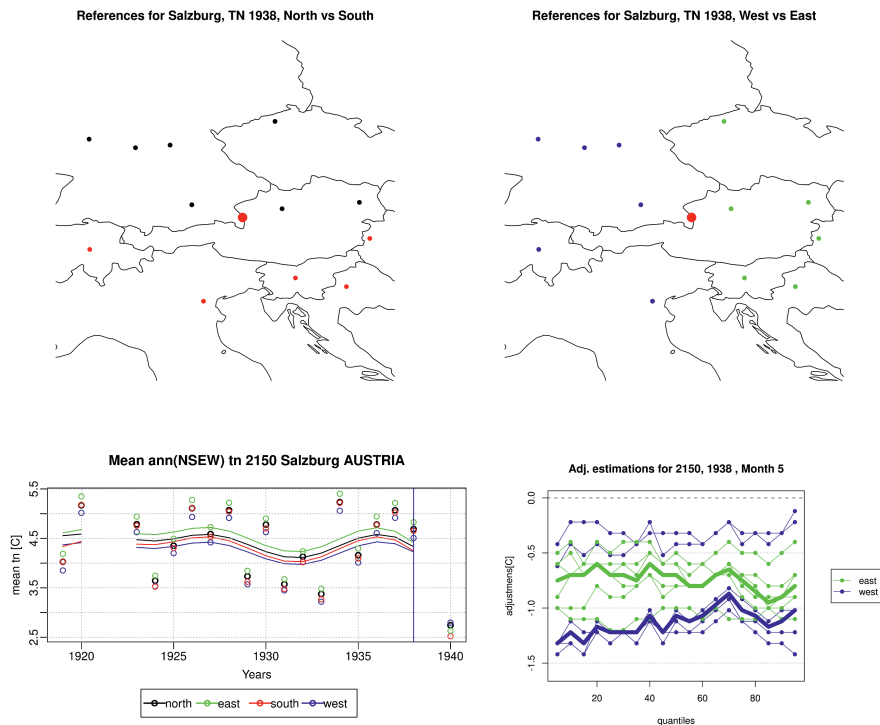 References for Salzburg, TN 1938, North vs South
References for Salzburg, TN 1938, West vs East
Mean ann(NSEW) tn 2150 Salzburg AUSTRIA
mean tn [C]
5.5
4.5
3.5
2.5
1920
1925
1930
1935
1940
Years
north
east
south
west
Adj. estimations for 2150, 1938 , Month 5
adjustmens[C]
0.0
-0.5
-1.0
-1.5
20
40
60
80
quantiles
east
west